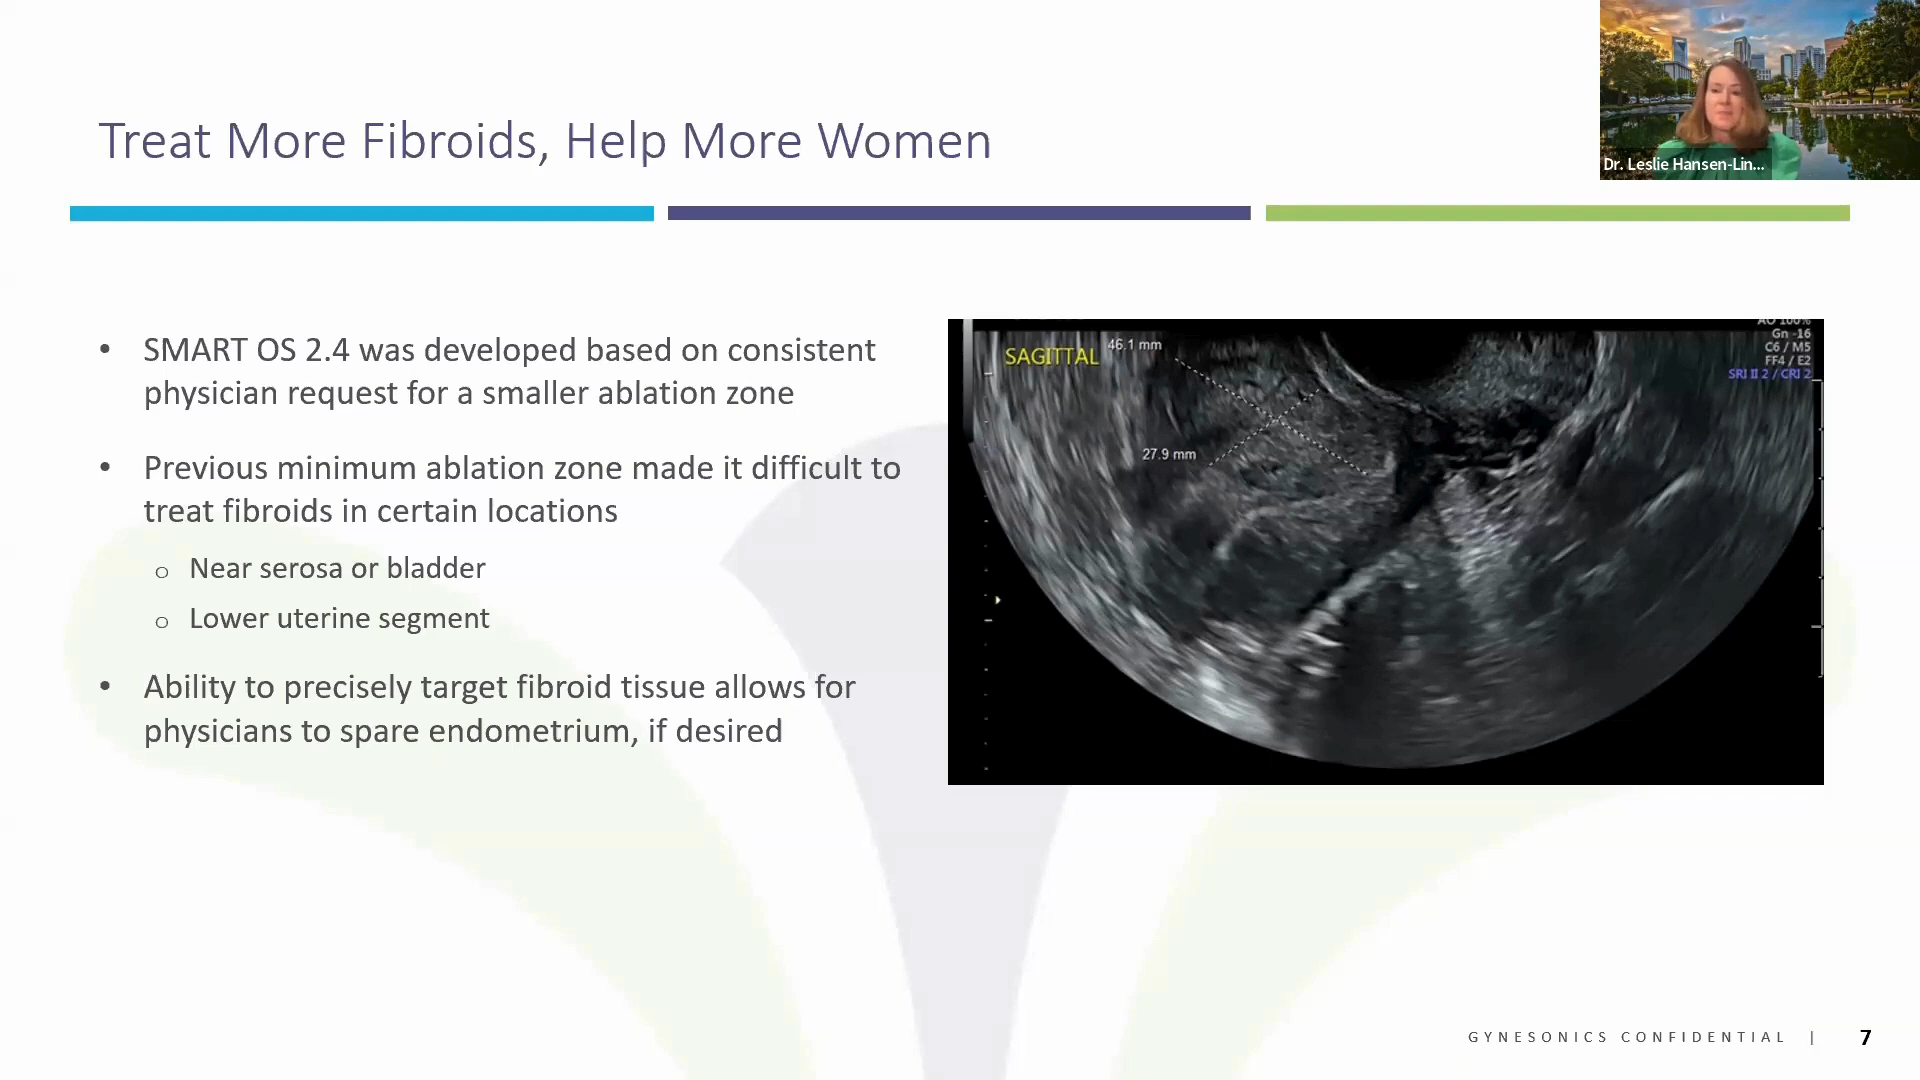 Treat More Fibroids, Help More Women
Dr. Leslie Hansen-Lin...
• SMART OS 2.4 was developed based on consistent
physician request for a smaller ablation zone
• Previous minimum ablation zone made it difficult to
treat fibroids in certain locations
o Near serosa or bladder
o Lower uterine segment
• Ability to precisely target fibroid tissue allows for
physicians to spare endometrium, if desired
SAGITTAL
46.1 mm
27.9 mm
AO 100%
Gn -16
C6 / M5
FF4 / E2
SRI II 2 / CRI 2
GYNESONICS CONFIDENTIAL | 7